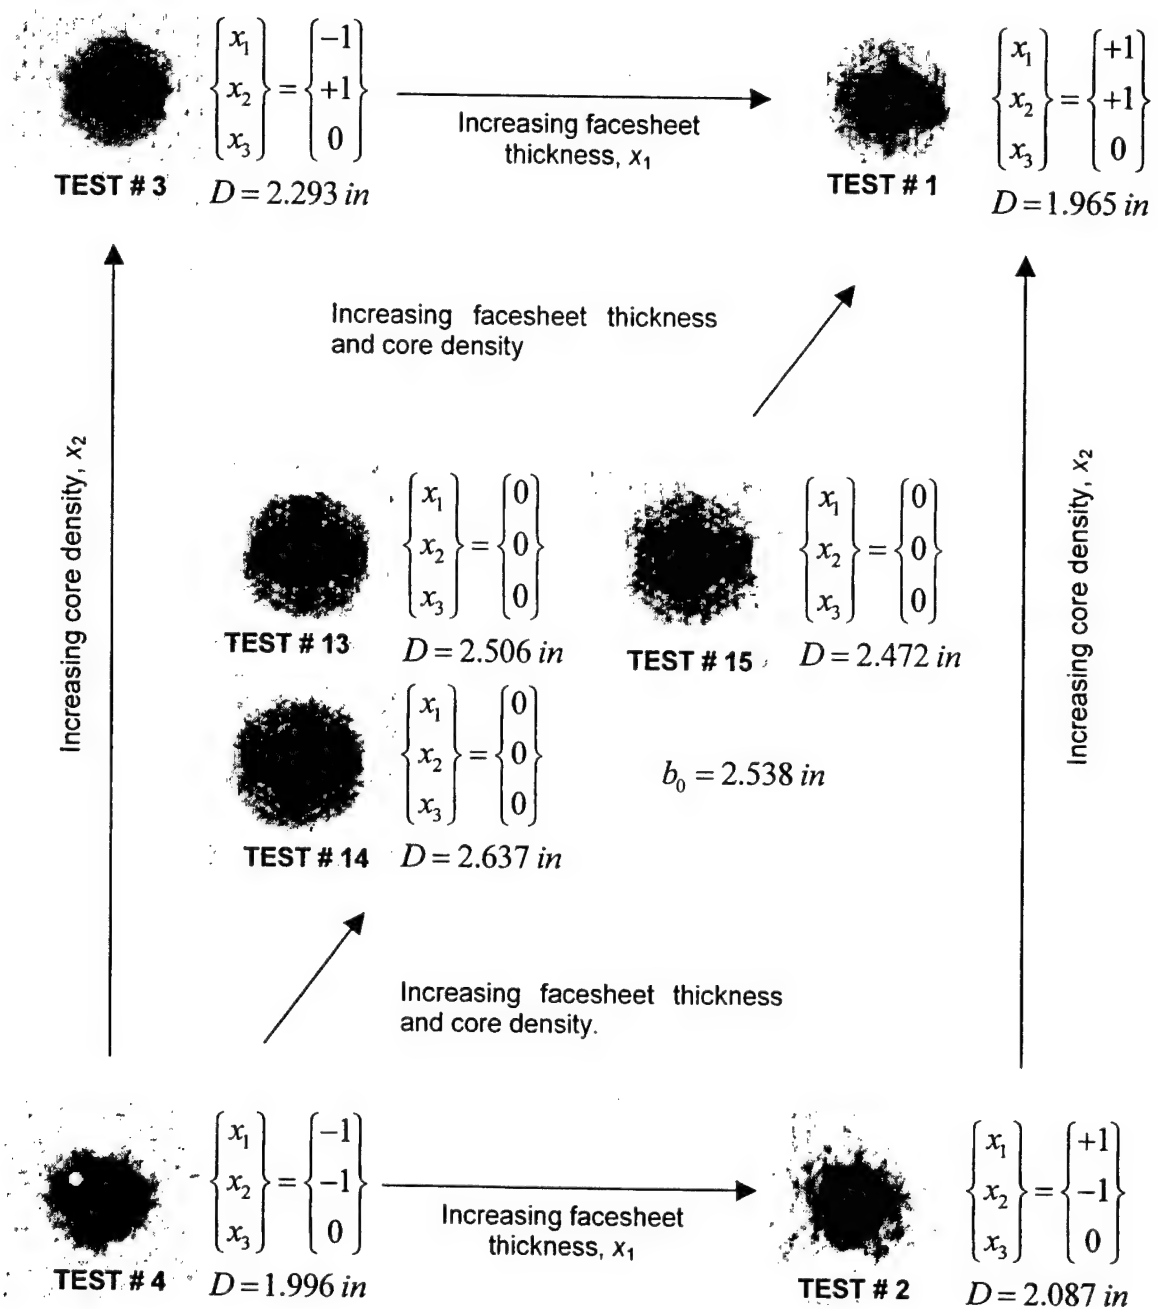 {x₁ x₂ x₃} = {−1 +1 0}
TEST # 3
D = 2.293 in
Increasing facesheet
thickness, x₁
{x₁ x₂ x₃} = {+1 +1 0}
TEST # 1
D = 1.965 in
Increasing facesheet thickness
and core density
Increasing core density, x₂
Increasing core density, x₂
{x₁ x₂ x₃} = {0 0 0}
TEST # 13
D = 2.506 in
{x₁ x₂ x₃} = {0 0 0}
TEST # 15
D = 2.472 in
{x₁ x₂ x₃} = {0 0 0}
TEST # 14
D = 2.637 in
b₀ = 2.538 in
Increasing facesheet thickness
and core density.
{x₁ x₂ x₃} = {−1 −1 0}
TEST # 4
D = 1.996 in
Increasing facesheet
thickness, x₁
{x₁ x₂ x₃} = {+1 −1 0}
TEST # 2
D = 2.087 in